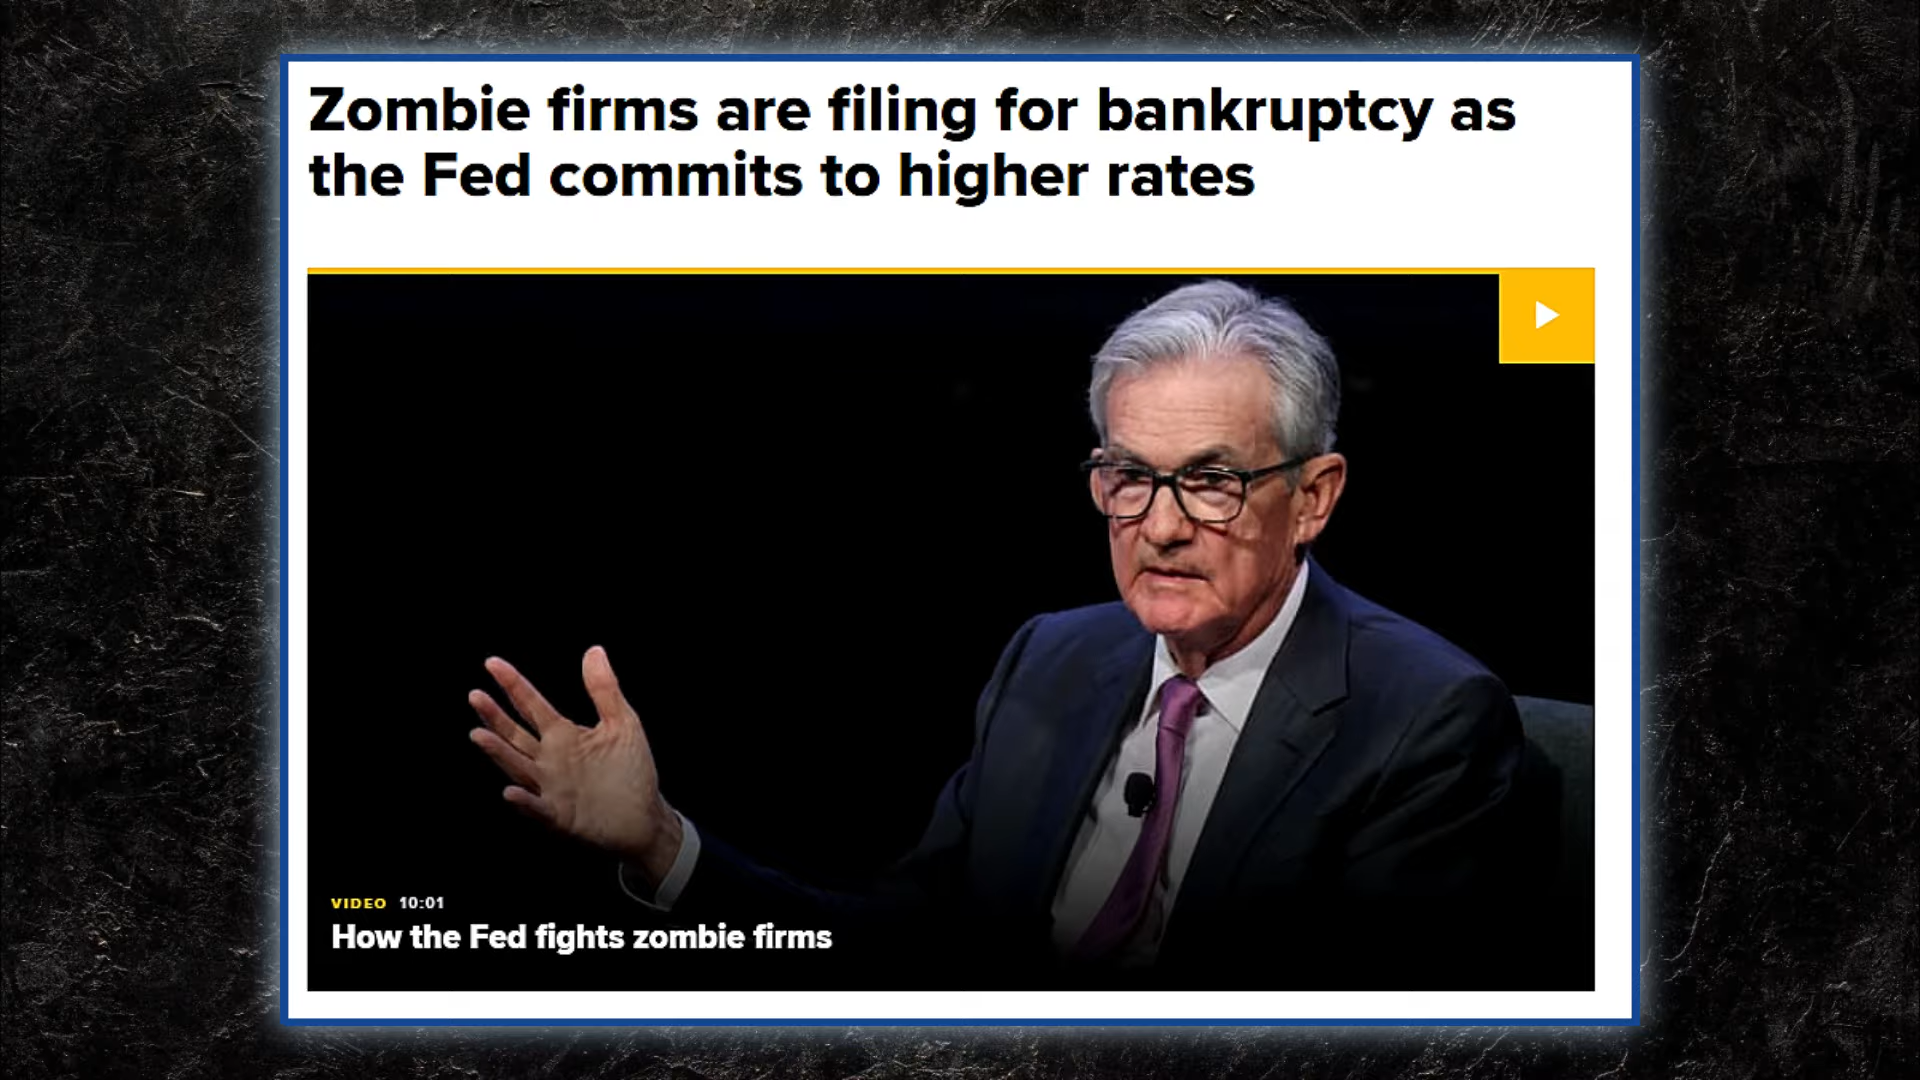 Zombie firms are filing for bankruptcy as
the Fed commits to higher rates
VIDEO 10:01
How the Fed fights zombie firms